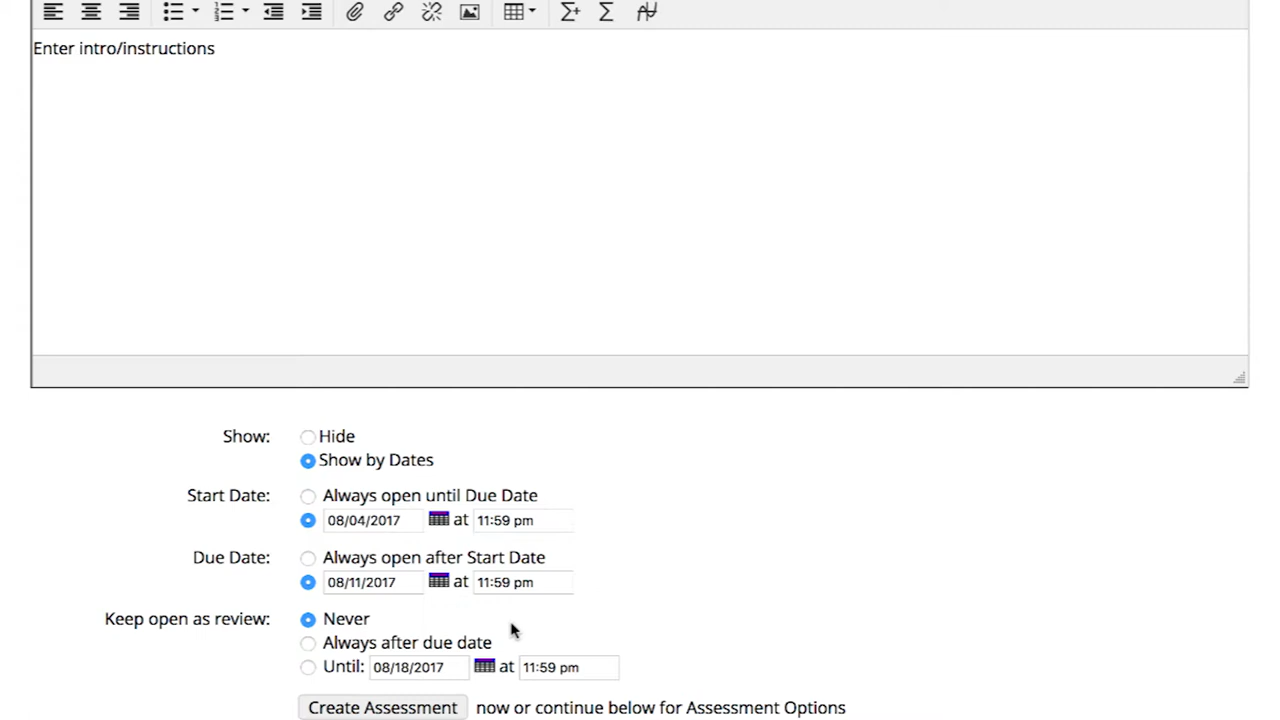 Enter intro/instructions
Show: Hide
Show by Dates
Start Date: Always open until Due Date
08/04/2017 at 11:59 pm
Due Date: Always open after Start Date
08/11/2017 at 11:59 pm
Keep open as review: Never
Always after due date
Until: 08/18/2017 at 11:59 pm
Create Assessment now or continue below for Assessment Options